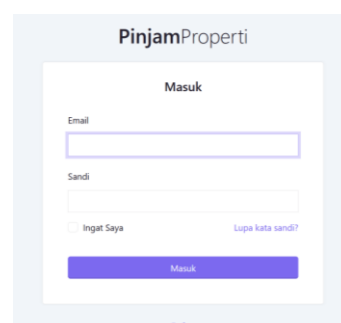 PinjamProperti
Masuk
Email
Sandi
Ingat Saya Lupa kata sandi?
Masuk